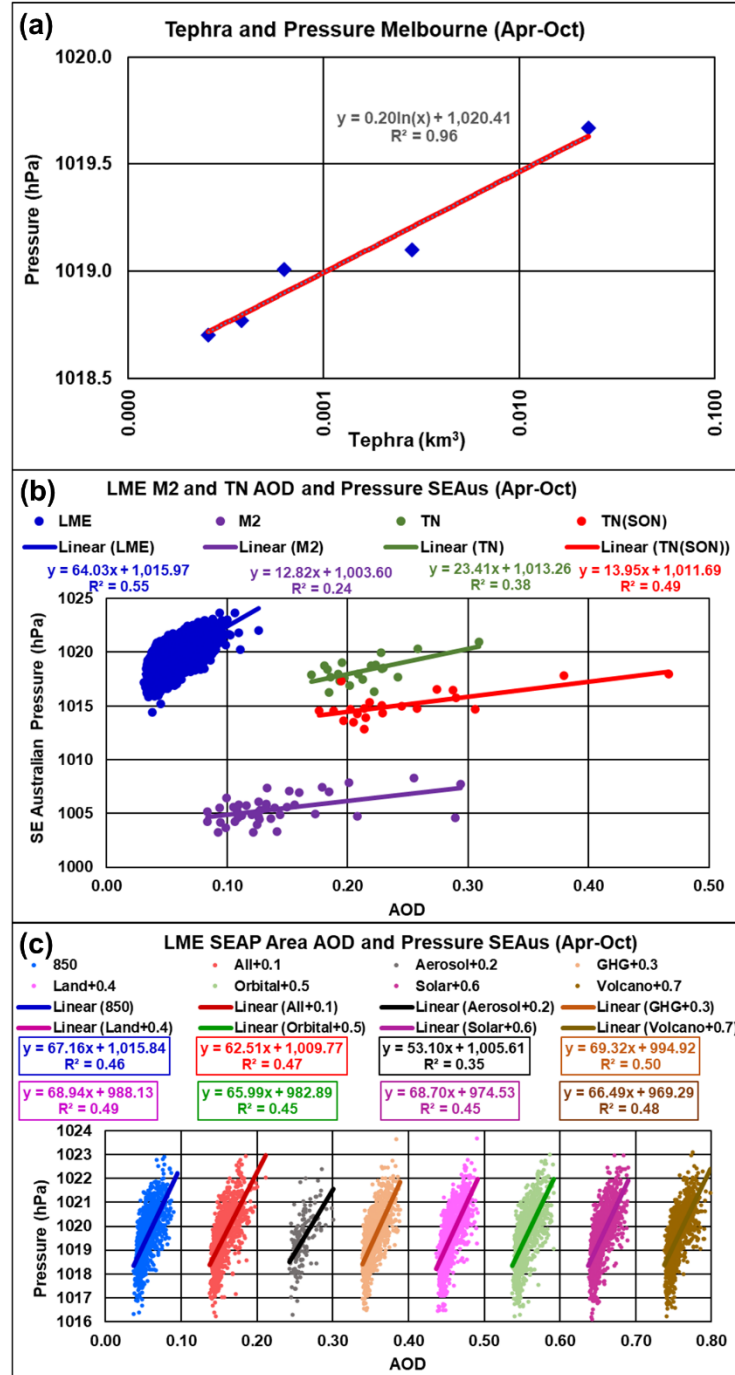 (a)
Tephra and Pressure Melbourne (Apr-Oct)
y = 0.20ln(x) + 1,020.41
R² = 0.96
Pressure (hPa)
1020.0
1019.5
1019.0
1018.5
0.000
0.001
0.010
0.100
Tephra (km³)
(b)
LME M2 and TN AOD and Pressure SEAus (Apr-Oct)
LME M2 TN TN(SON)
Linear (LME) Linear (M2) Linear (TN) Linear (TN(SON))
y = 64.03x + 1,015.97 y = 12.82x + 1,003.60 y = 23.41x + 1,013.26 y = 13.95x + 1,011.69
R² = 0.55 R² = 0.24 R² = 0.38 R² = 0.49
SE Australian Pressure (hPa)
1025
1020
1015
1010
1005
1000
0.00 0.10 0.20 0.30 0.40 0.50
AOD
(c)
LME SEAP Area AOD and Pressure SEAus (Apr-Oct)
850 All+0.1 Aerosol+0.2 GHG+0.3
Land+0.4 Orbital+0.5 Solar+0.6 Volcano+0.7
Linear (850) Linear (All+0.1) Linear (Aerosol+0.2) Linear (GHG+0.3)
Linear (Land+0.4) Linear (Orbital+0.5) Linear (Solar+0.6) Linear (Volcano+0.7)
y = 67.16x + 1,015.84 y = 62.51x + 1,009.77 y = 53.10x + 1,005.61 y = 69.32x + 994.92
R² = 0.46 R² = 0.47 R² = 0.35 R² = 0.50
y = 68.94x + 988.13 y = 65.99x + 982.89 y = 68.70x + 974.53 y = 66.49x + 969.29
R² = 0.49 R² = 0.45 R² = 0.45 R² = 0.48
Pressure (hPa)
1024
1023
1022
1021
1020
1019
1018
1017
1016
0.00 0.10 0.20 0.30 0.40 0.50 0.60 0.70 0.80
AOD